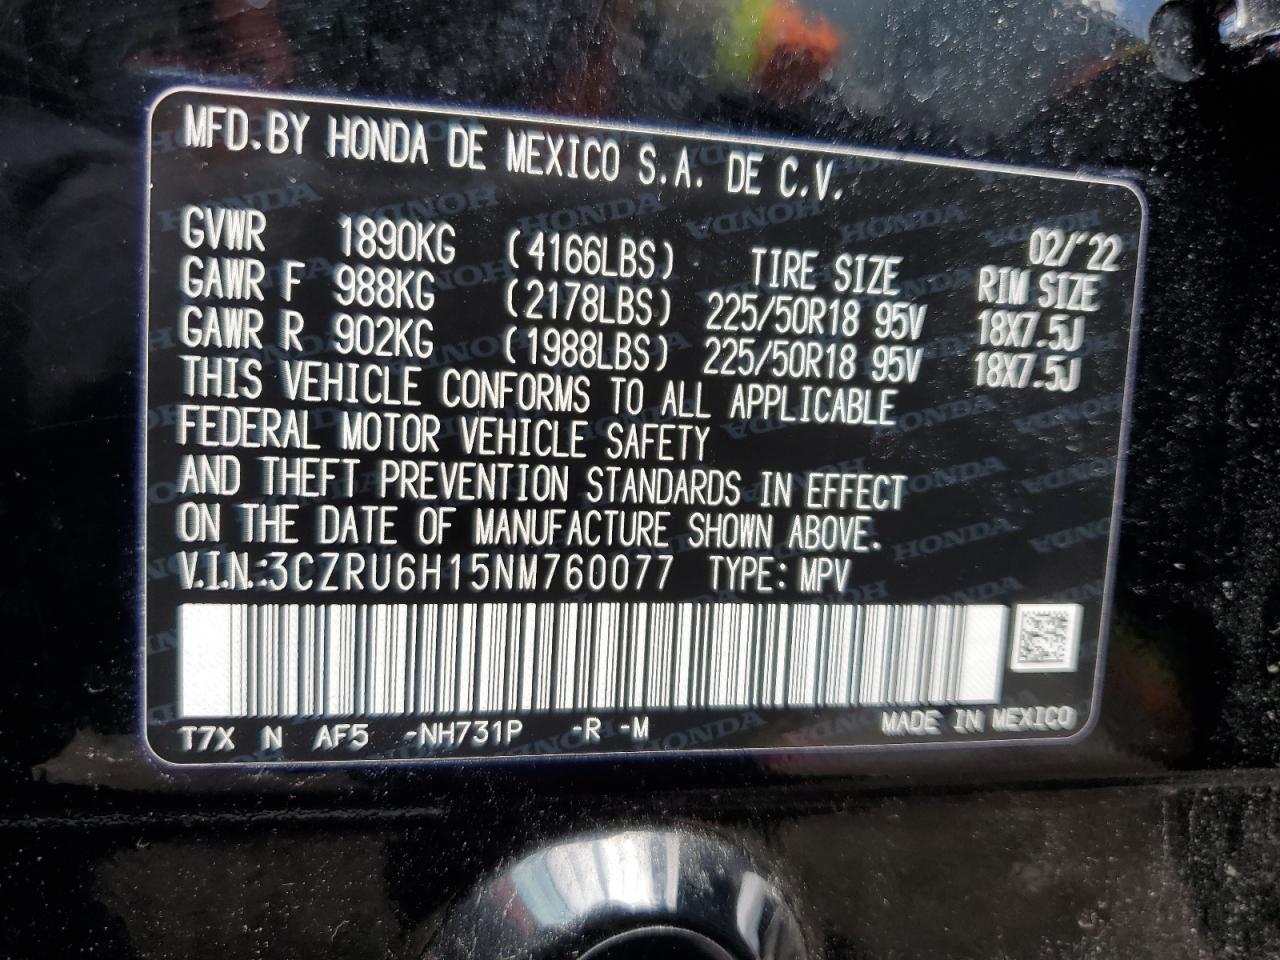 MFD. BY HONDA DE MEXICO S.A. DE C.V.
02/'22
GVWR 1890KG (4166LBS) TIRE SIZE RIM SIZE
GAWR F 988KG (2178LBS) 225/50R18 95V 18X7.5J
GAWR R 902KG (1988LBS) 225/50R18 95V 18X7.5J
THIS VEHICLE CONFORMS TO ALL APPLICABLE
FEDERAL MOTOR VEHICLE SAFETY
AND THEFT PREVENTION STANDARDS IN EFFECT
ON THE DATE OF MANUFACTURE SHOWN ABOVE.
V.I.N.:3CZRU6H15NM760077 TYPE: MPV
T7X N AF5 -NH731P -R -M MADE IN MEXICO